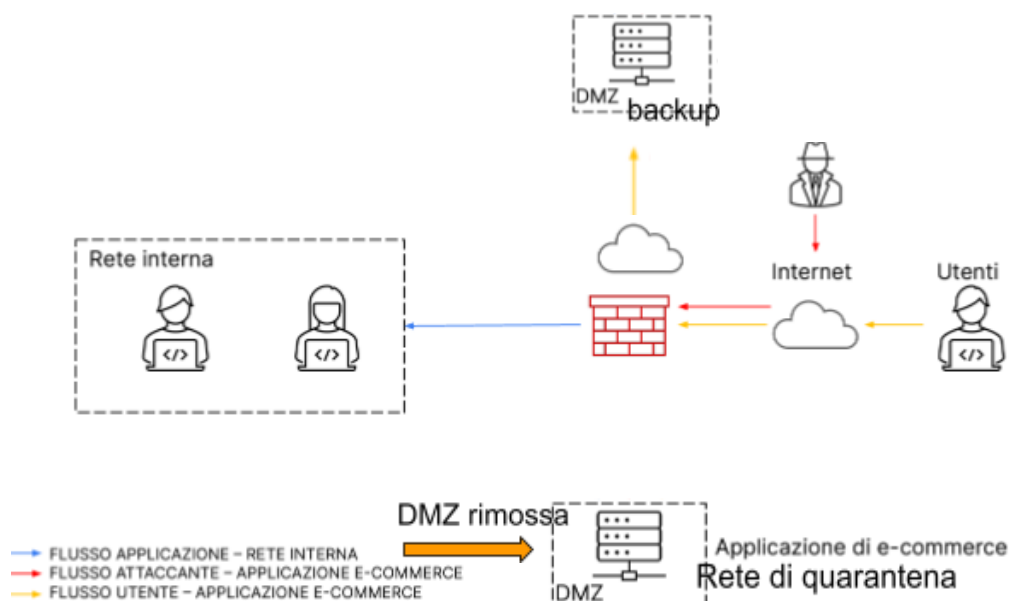 DMZ
backup
Rete interna
Internet
Utenti
</>
</>
</>
DMZ rimossa
FLUSSO APPLICAZIONE – RETE INTERNA
FLUSSO ATTACCANTE – APPLICAZIONE E-COMMERCE
FLUSSO UTENTE – APPLICAZIONE E-COMMERCE
Applicazione di e-commerce
Rete di quarantena
DMZ